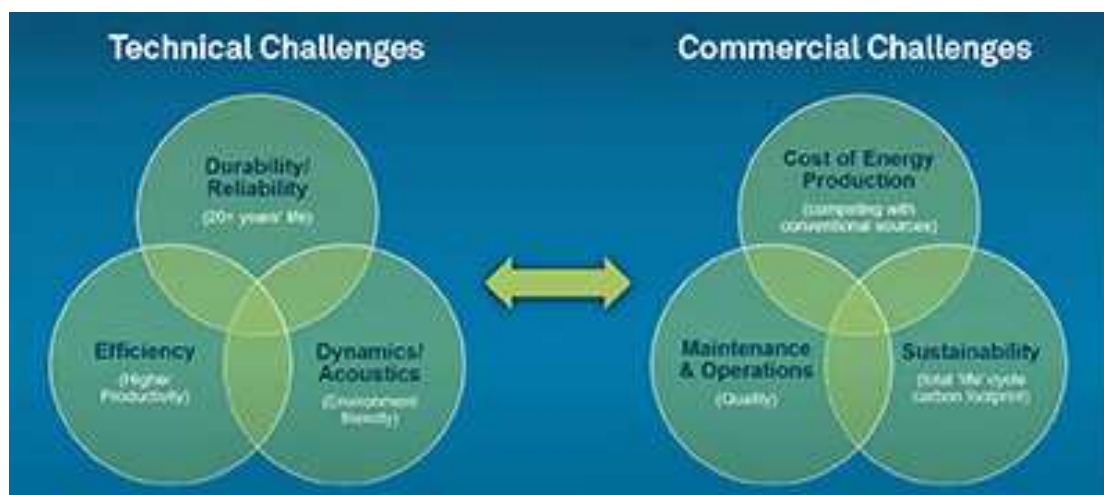 Technical Challenges
Durability/
Reliability
(20+ years' life)
Efficiency
(Higher
Productivity)
Dynamics/
Acoustics
(Environment
friendly)
Commercial Challenges
Cost of Energy
Production
(competing with
conventional sources)
Maintenance
& Operations
(Quality)
Sustainability
(total 'life' cycle
carbon footprint)